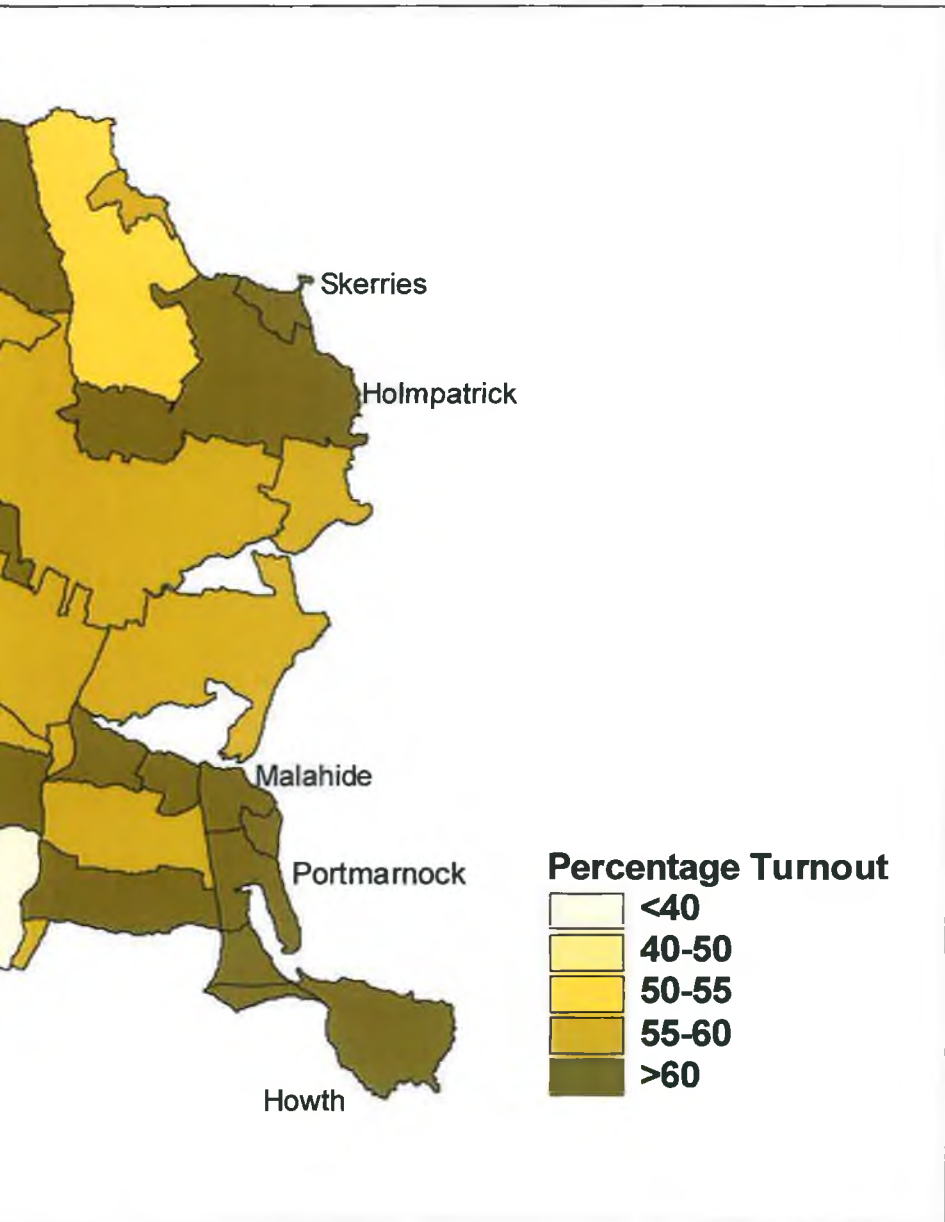 Skerries
Holmpatrick
Malahide
Portmarnock
Percentage Turnout
<40
40-50
50-55
55-60
>60
Howth